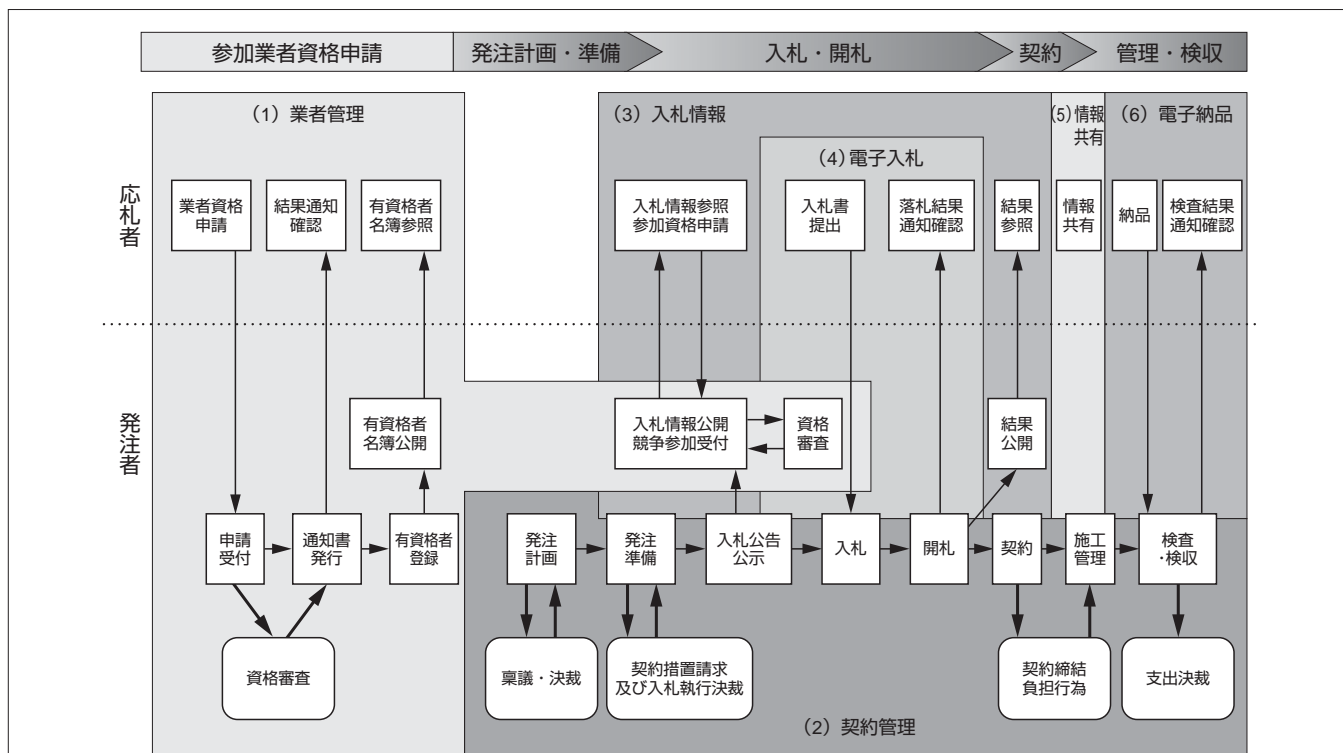 参加業者資格申請
発注計画・準備
入札・開札
契約
管理・検収
(1)業者管理
(3)入札情報
(5)情報
共有
(6)電子納品
(4)電子入札
応札者
業者資格
申請
結果通知
確認
有資格者
名簿参照
入札情報参照
参加資格申請
入札書
提出
落札結果
通知確認
結果
参照
情報
共有
納品
検査結果
通知確認
発注者
有資格者
名簿公開
入札情報公開
競争参加受付
資格
審査
結果
公開
申請
受付
通知書
発行
有資格者
登録
発注
計画
発注
準備
入札公告
公示
入札
開札
契約
施工
管理
検査
・検収
資格審査
稟議・決裁
契約措置請求
及び入札執行決裁
契約締結
負担行為
支出決裁
(2)契約管理